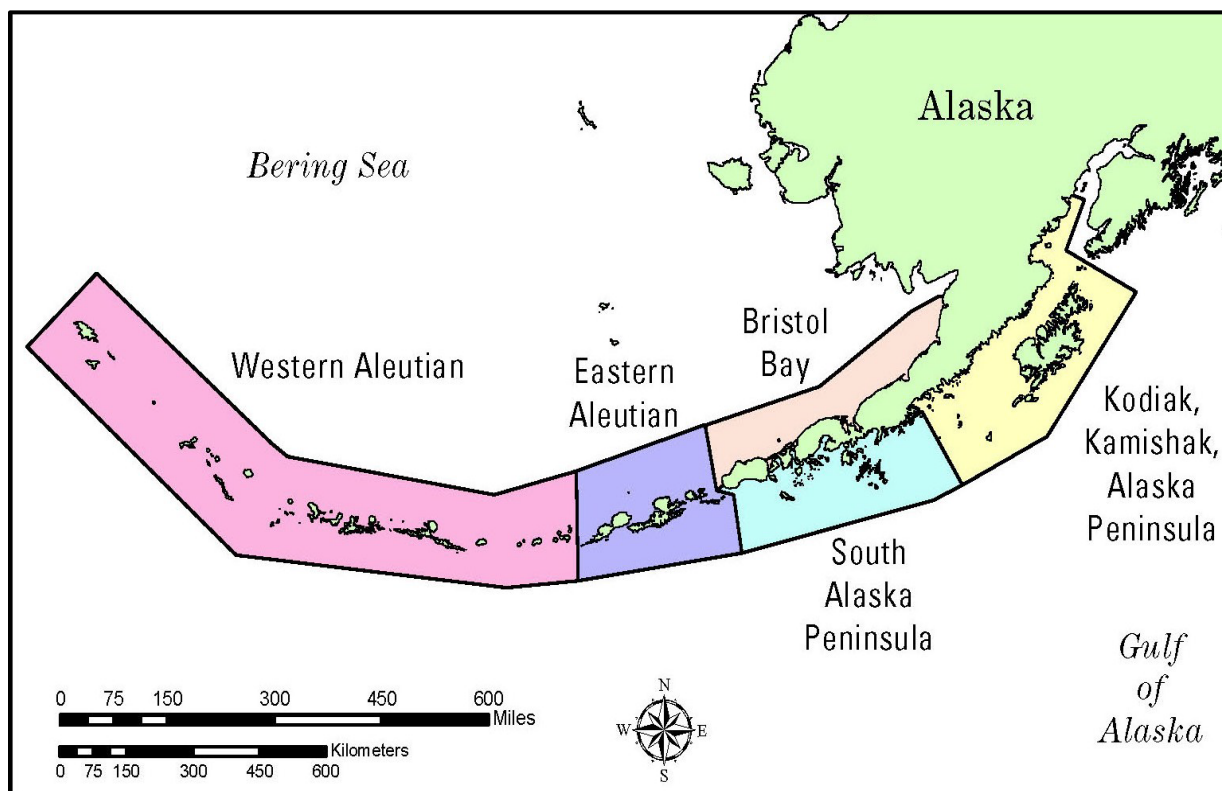 Alaska
Bering Sea
Bristol
Bay
Western Aleutian
Eastern
Aleutian
Kodiak,
Kamishak,
Alaska
Peninsula
South
Alaska
Peninsula
Gulf
of
Alaska
0 75 150 300 450 600
Miles
Kilometers
0 75 150 300 450 600
N
W E
S